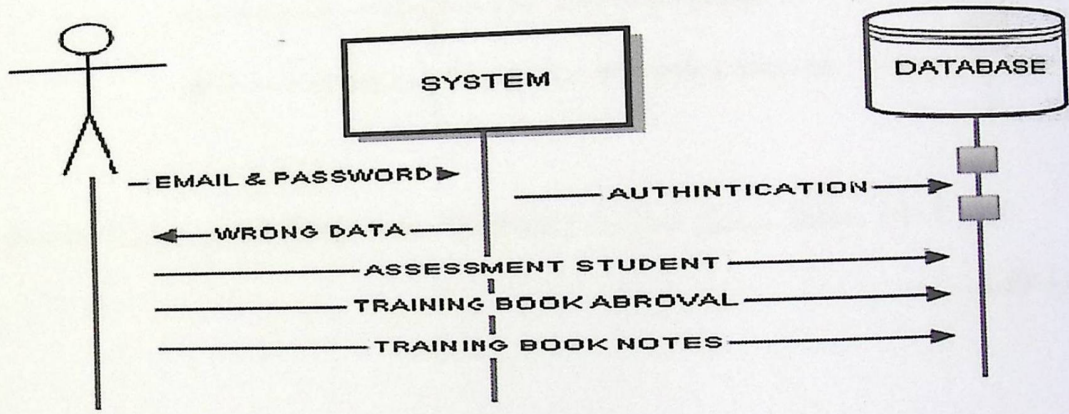 SYSTEM
DATABASE
EMAIL & PASSWORD
AUTHINTICATION
WRONG DATA
ASSESSMENT STUDENT
TRAINING BOOK ABROVAL
TRAINING BOOK NOTES